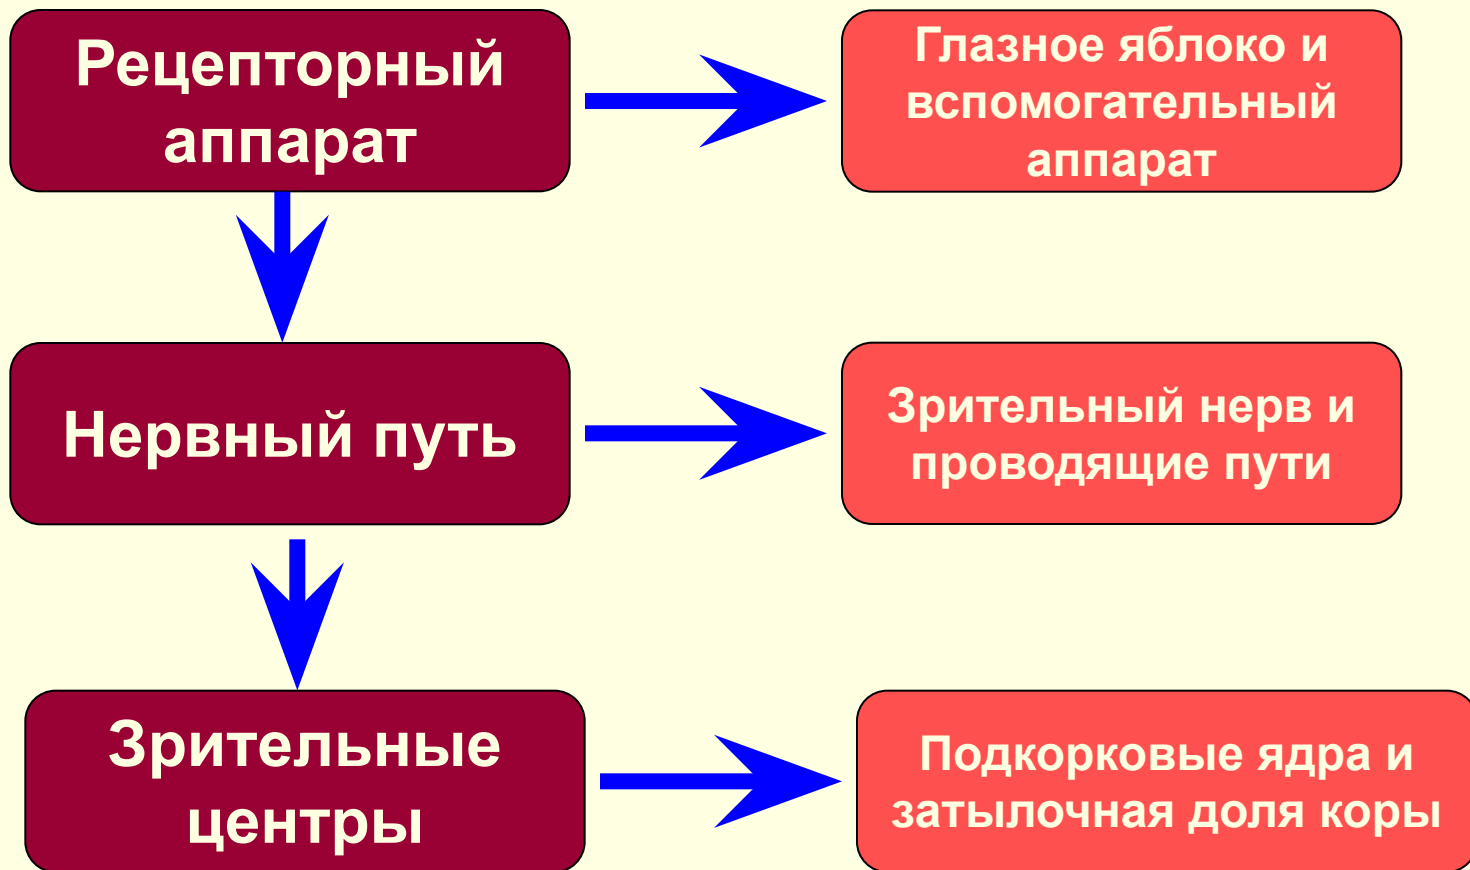 Рецепторный
аппарат
Глазное яблоко и
вспомогательный
аппарат
Нервный путь
Зрительный нерв и
проводящие пути
Зрительные
центры
Подкорковые ядра и
затылочная доля коры